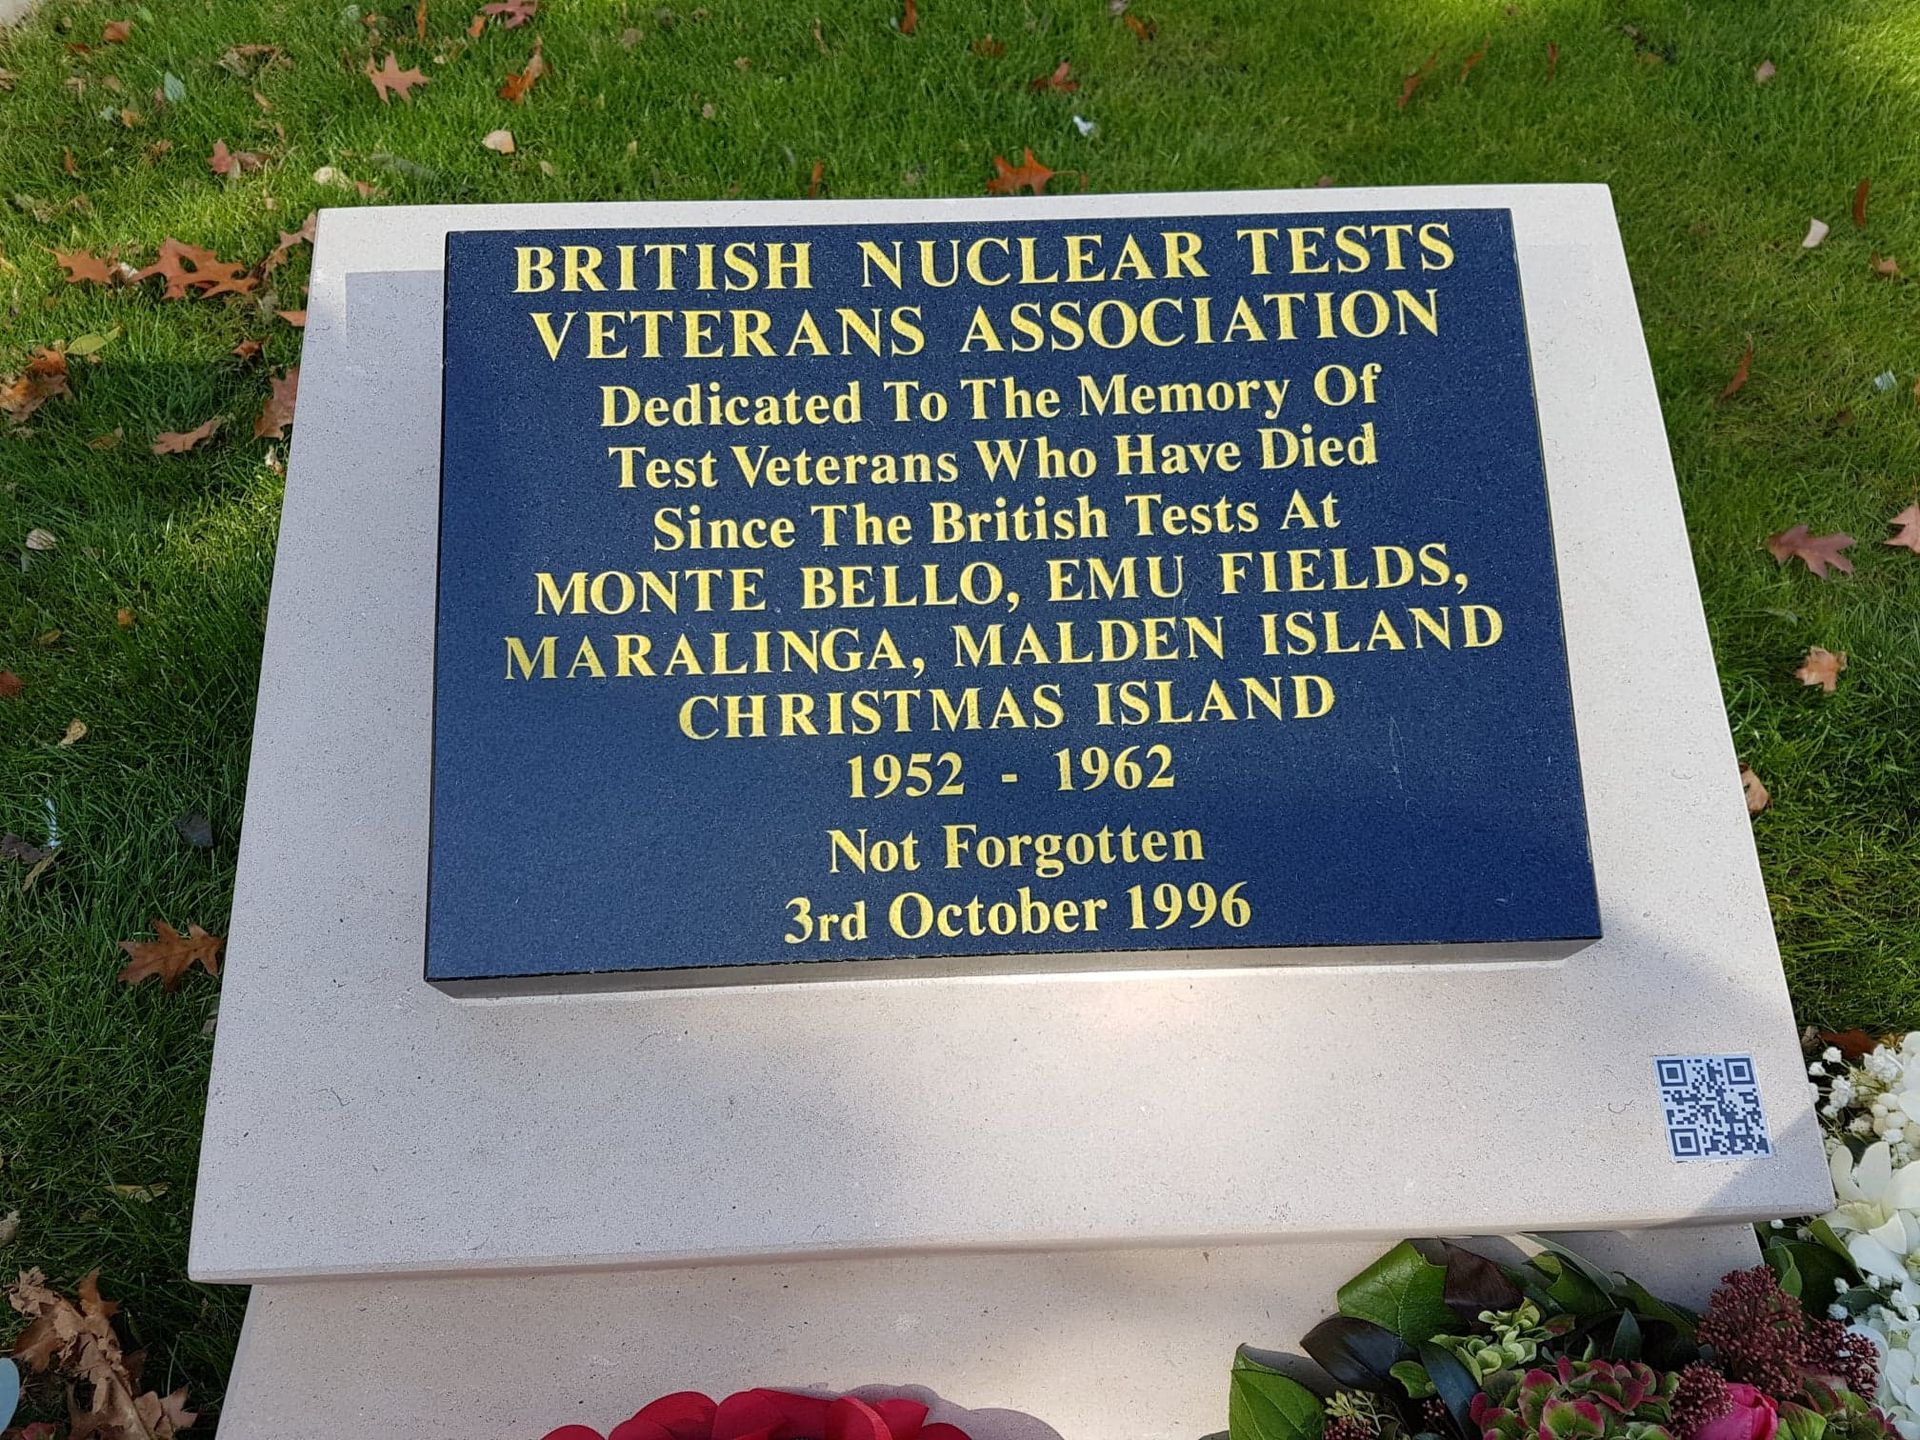 BRITISH NUCLEAR TESTS
VETERANS ASSOCIATION
Dedicated To The Memory Of
Test Veterans Who Have Died
Since The British Tests At
MONTE BELLO, EMU FIELDS,
MARALINGA, MALDEN ISLAND
CHRISTMAS ISLAND
1952 - 1962
Not Forgotten
3rd October 1996